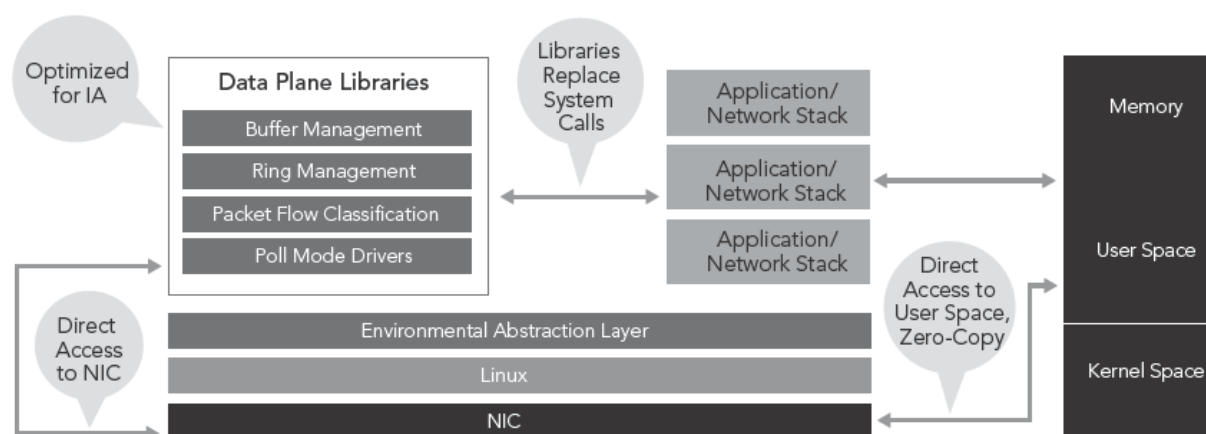 Optimized
for IA
Data Plane Libraries
Buffer Management
Ring Management
Packet Flow Classification
Poll Mode Drivers
Libraries
Replace
System
Calls
Application/
Network Stack
Application/
Network Stack
Application/
Network Stack
Memory
User Space
Kernel Space
Direct
Access
to NIC
Environmental Abstraction Layer
Linux
NIC
Direct
Access to
User Space,
Zero-Copy